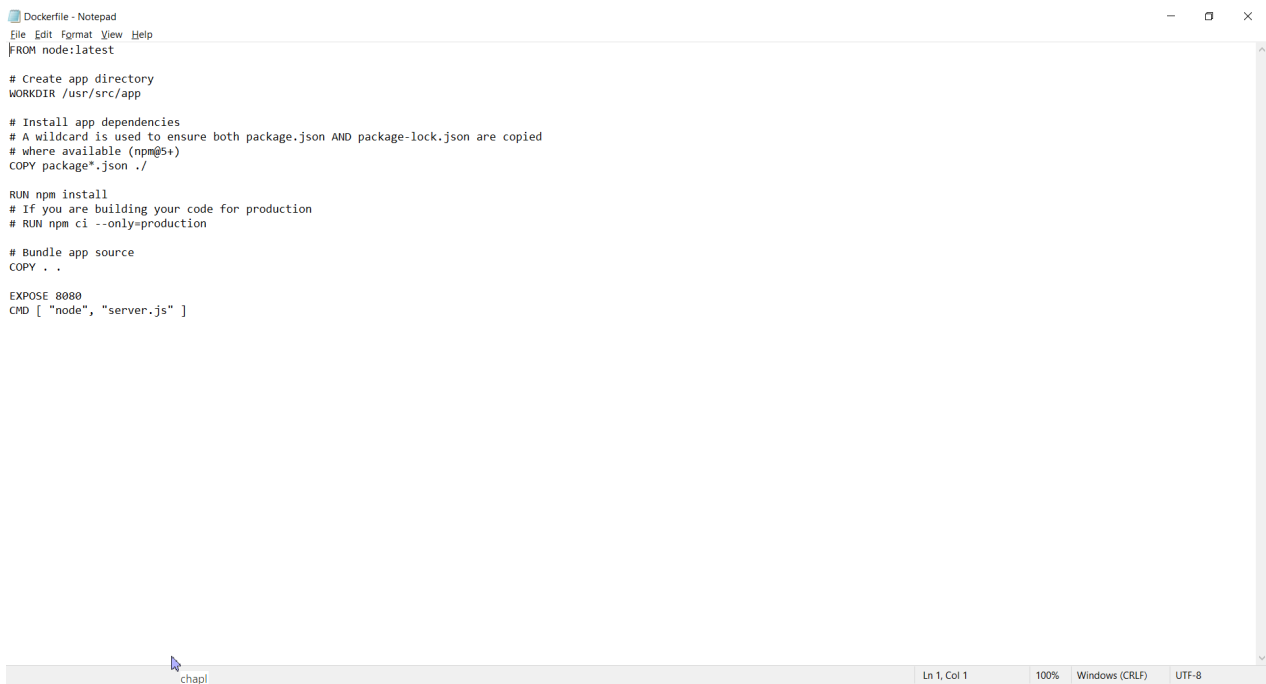 Dockerfile - Notepad
File Edit Format View Help
FROM node:latest
# Create app directory
WORKDIR /usr/src/app
# Install app dependencies
# A wildcard is used to ensure both package.json AND package-lock.json are copied
# where available (npm@5+)
COPY package*.json ./
RUN npm install
# If you are building your code for production
# RUN npm ci --only=production
# Bundle app source
COPY . .
EXPOSE 8080
CMD [ "node", "server.js" ]
chapl
Ln 1, Col 1 100% Windows (CRLF) UTF-8